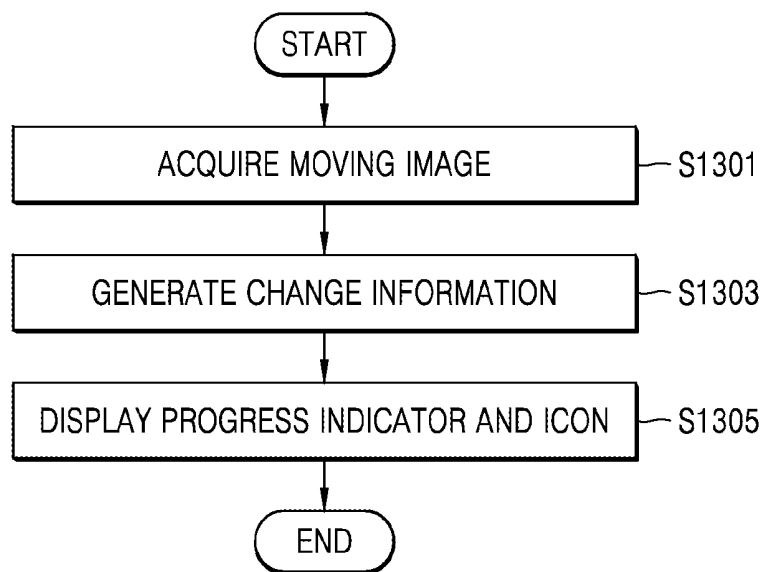 START
ACQUIRE MOVING IMAGE
S1301
GENERATE CHANGE INFORMATION
S1303
DISPLAY PROGRESS INDICATOR AND ICON
S1305
END